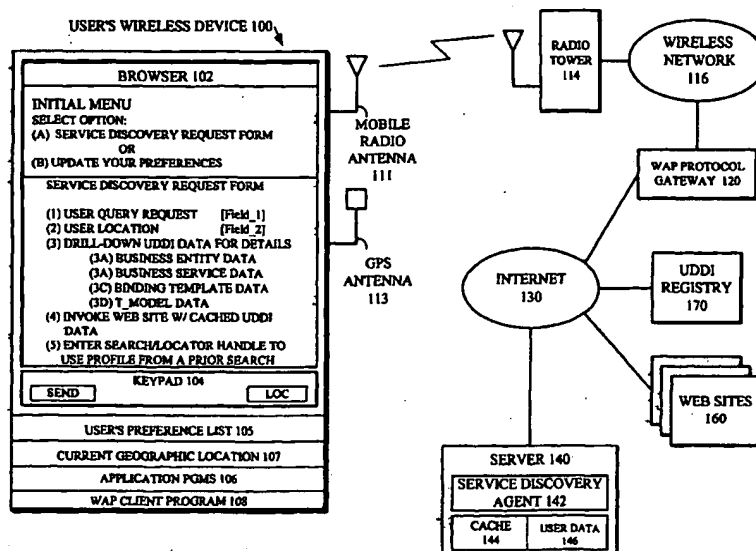 USER'S WIRELESS DEVICE 100
BROWSER 102
INITIAL MENU
SELECT OPTION:
(A) SERVICE DISCOVERY REQUEST FORM
OR
(B) UPDATE YOUR PREFERENCES
SERVICE DISCOVERY REQUEST FORM
(1) USER QUERY REQUEST [Field_1]
(2) USER LOCATION [Field_2]
(3) DRILL-DOWN UDDI DATA FOR DETAILS
(3A) BUSINESS ENTITY DATA
(3A) BUSINESS SERVICE DATA
(3C) BINDING TEMPLATE DATA
(3D) T_MODEL DATA
(4) INVOKE WEB SITE W/ CACHED UDDI
DATA
(5) ENTER SEARCH/LOCATOR HANDLE TO
USE PROFILE FROM A PRIOR SEARCH
KEYPAD 104
SEND
LOC
USER'S PREFERENCE LIST 105
CURRENT GEOGRAPHIC LOCATION 107
APPLICATION PGMS 106
WAP CLIENT PROGRAM 108
MOBILE
RADIO
ANTENNA
111
GPS
ANTENNA
113
RADIO
TOWER
114
WIRELESS
NETWORK
116
WAP PROTOCOL
GATEWAY 120
INTERNET
130
UDDI
REGISTRY
170
WEB SITES
160
SERVER 140
SERVICE DISCOVERY
AGENT 142
CACHE
144
USER DATA
146